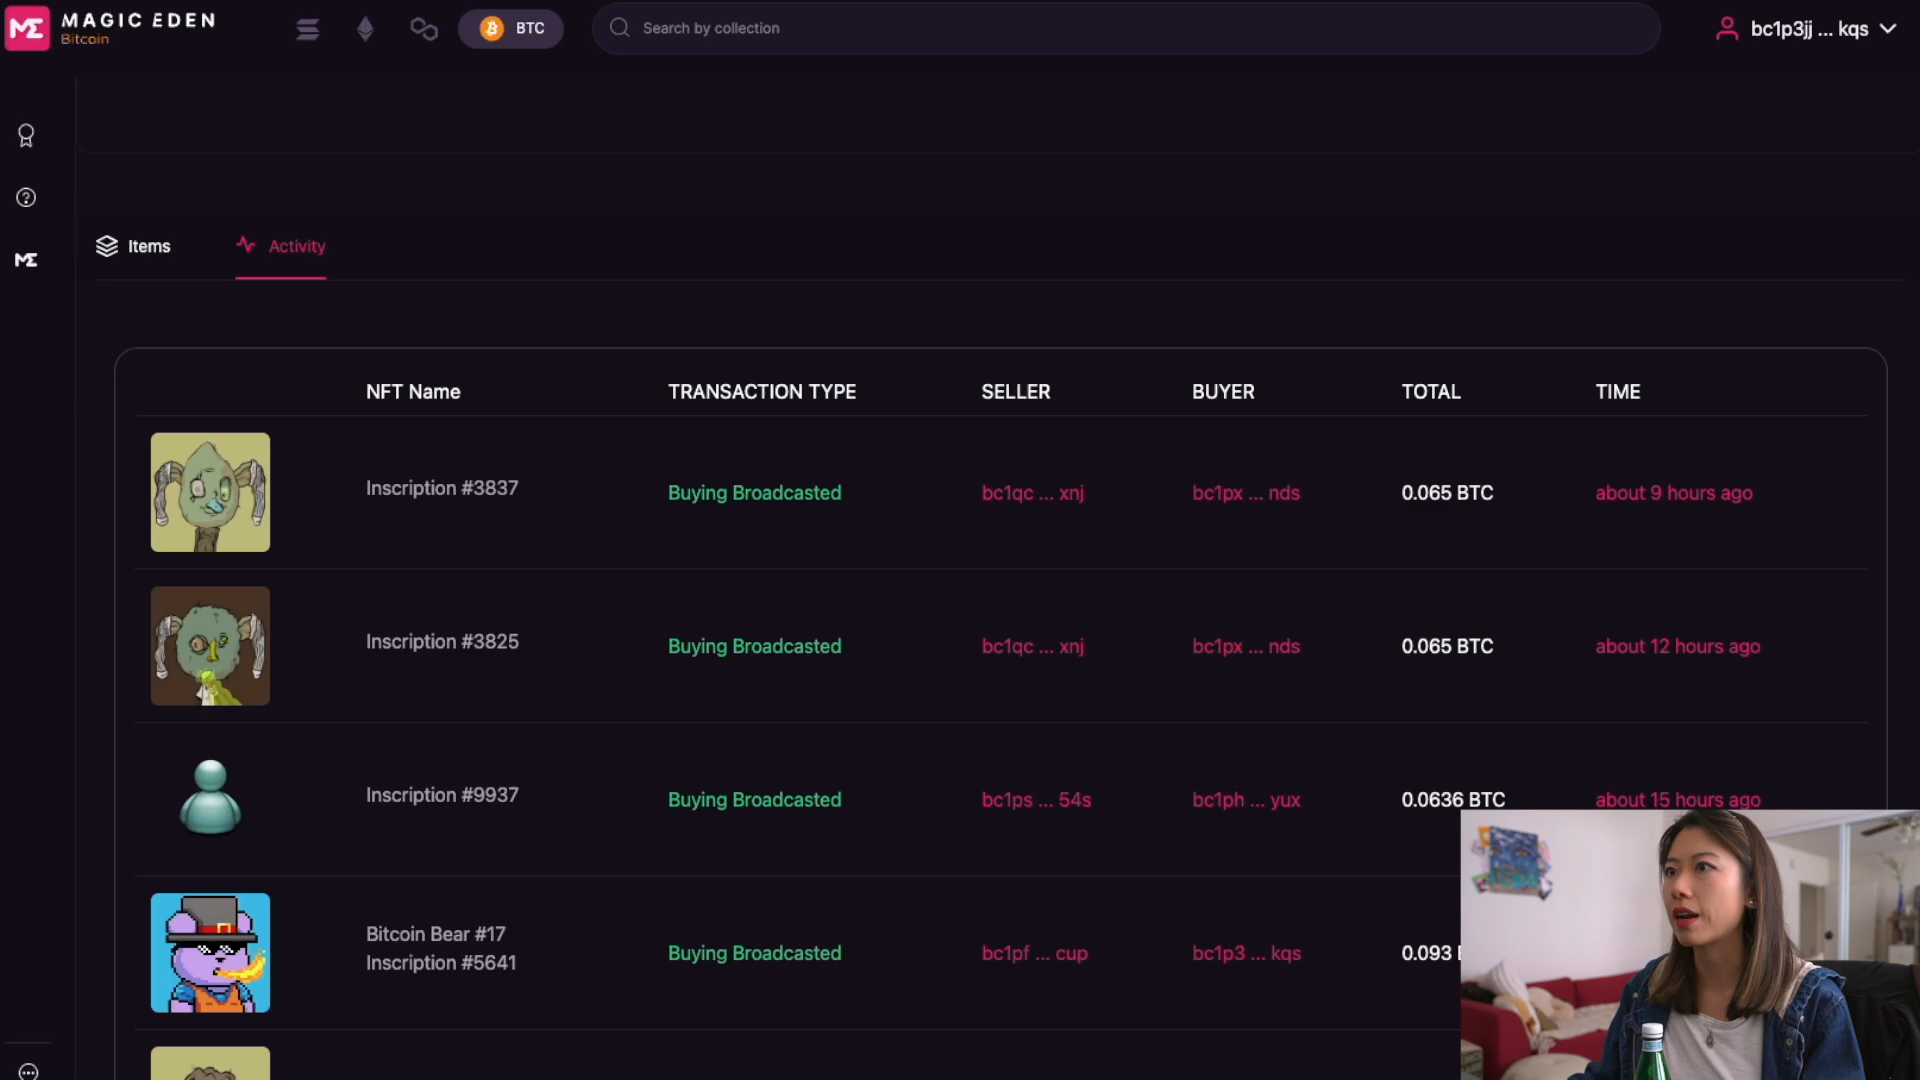 MAGIC EDEN
Bitcoin
BTC
Search by collection
bc1p3jj ... kqs
Items
Activity
NFT Name TRANSACTION TYPE SELLER BUYER TOTAL TIME
Inscription #3837 Buying Broadcasted bc1qc ... xnj bc1px ... nds 0.065 BTC about 9 hours ago
Inscription #3825 Buying Broadcasted bc1qc ... xnj bc1px ... nds 0.065 BTC about 12 hours ago
Inscription #9937 Buying Broadcasted bc1ps ... 54s bc1ph ... yux 0.0636 BTC about 15 hours ago
Bitcoin Bear #17
Inscription #5641 Buying Broadcasted bc1pf ... cup bc1p3 ... kqs 0.093